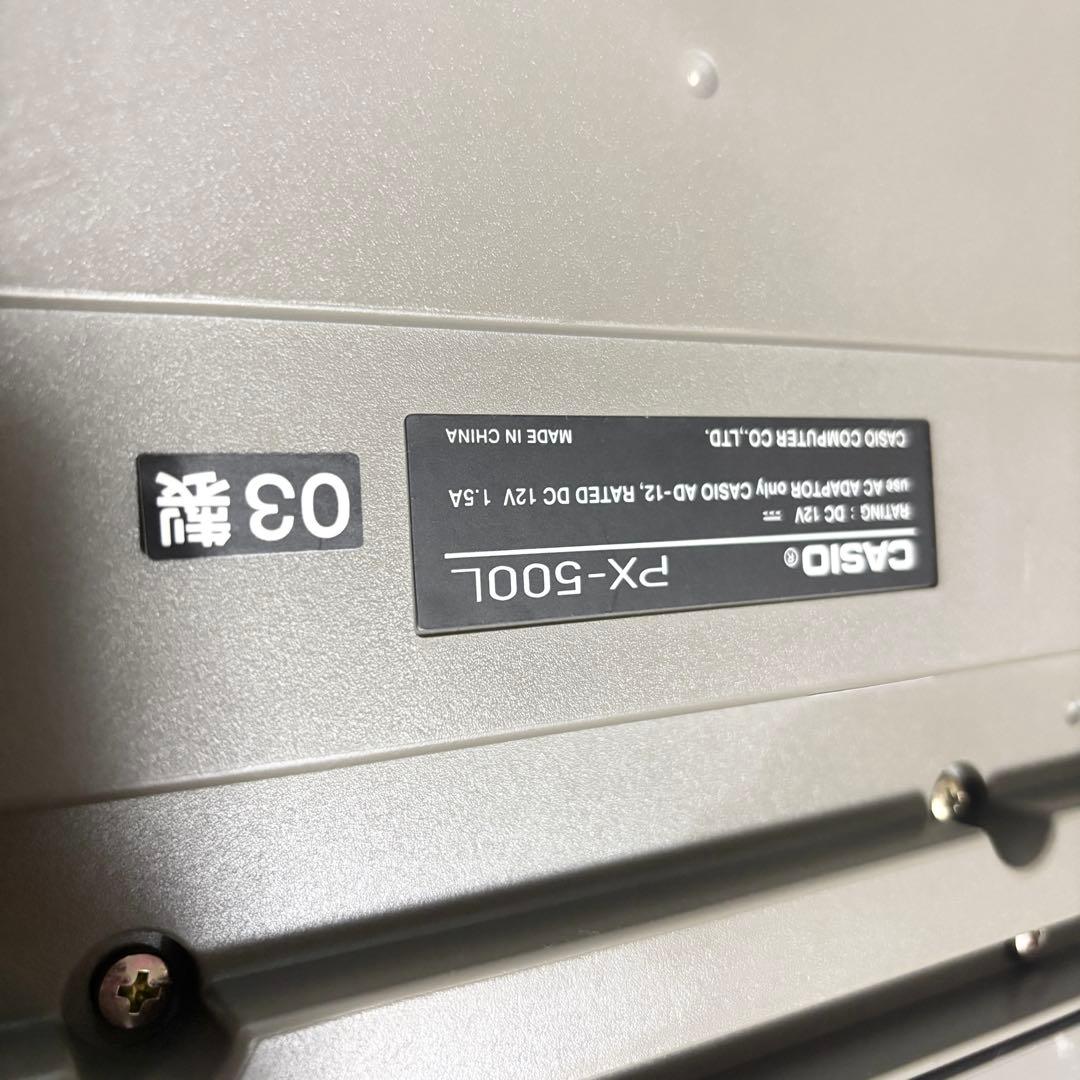 CASIO® PX-500L
RATING : DC 12V ⎓
use AC ADAPTOR only CASIO AD-12, RATED DC 12V 1.5A
CASIO COMPUTER CO.,LTD. MADE IN CHINA
03製